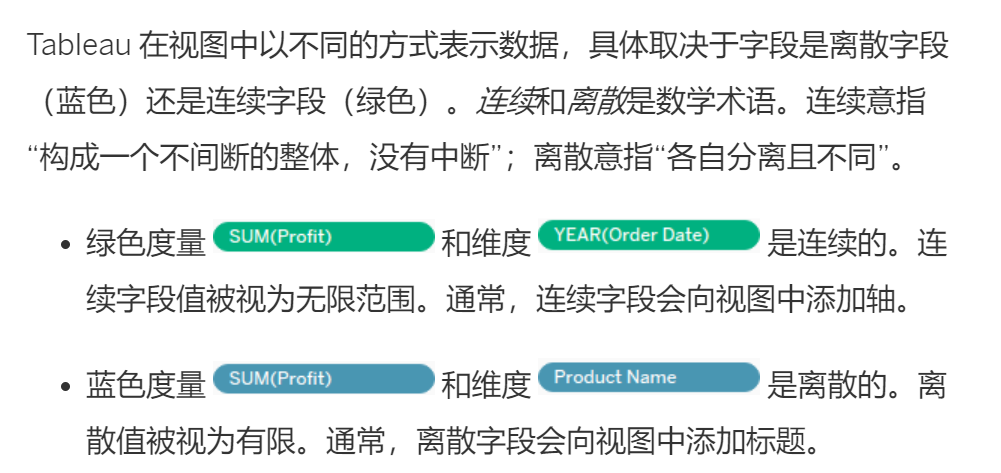 Tableau 在视图中以不同的方式表示数据，具体取决于字段是离散字段
（蓝色）还是连续字段（绿色）。连续和离散是数学术语。连续意指
“构成一个不间断的整体，没有中断”；离散意指“各自分离且不同”。
• 绿色度量 SUM(Profit) 和维度 YEAR(Order Date) 是连续的。连
续字段值被视为无限范围。通常，连续字段会向视图中添加轴。
• 蓝色度量 SUM(Profit) 和维度 Product Name 是离散的。离
散值被视为有限。通常，离散字段会向视图中添加标题。